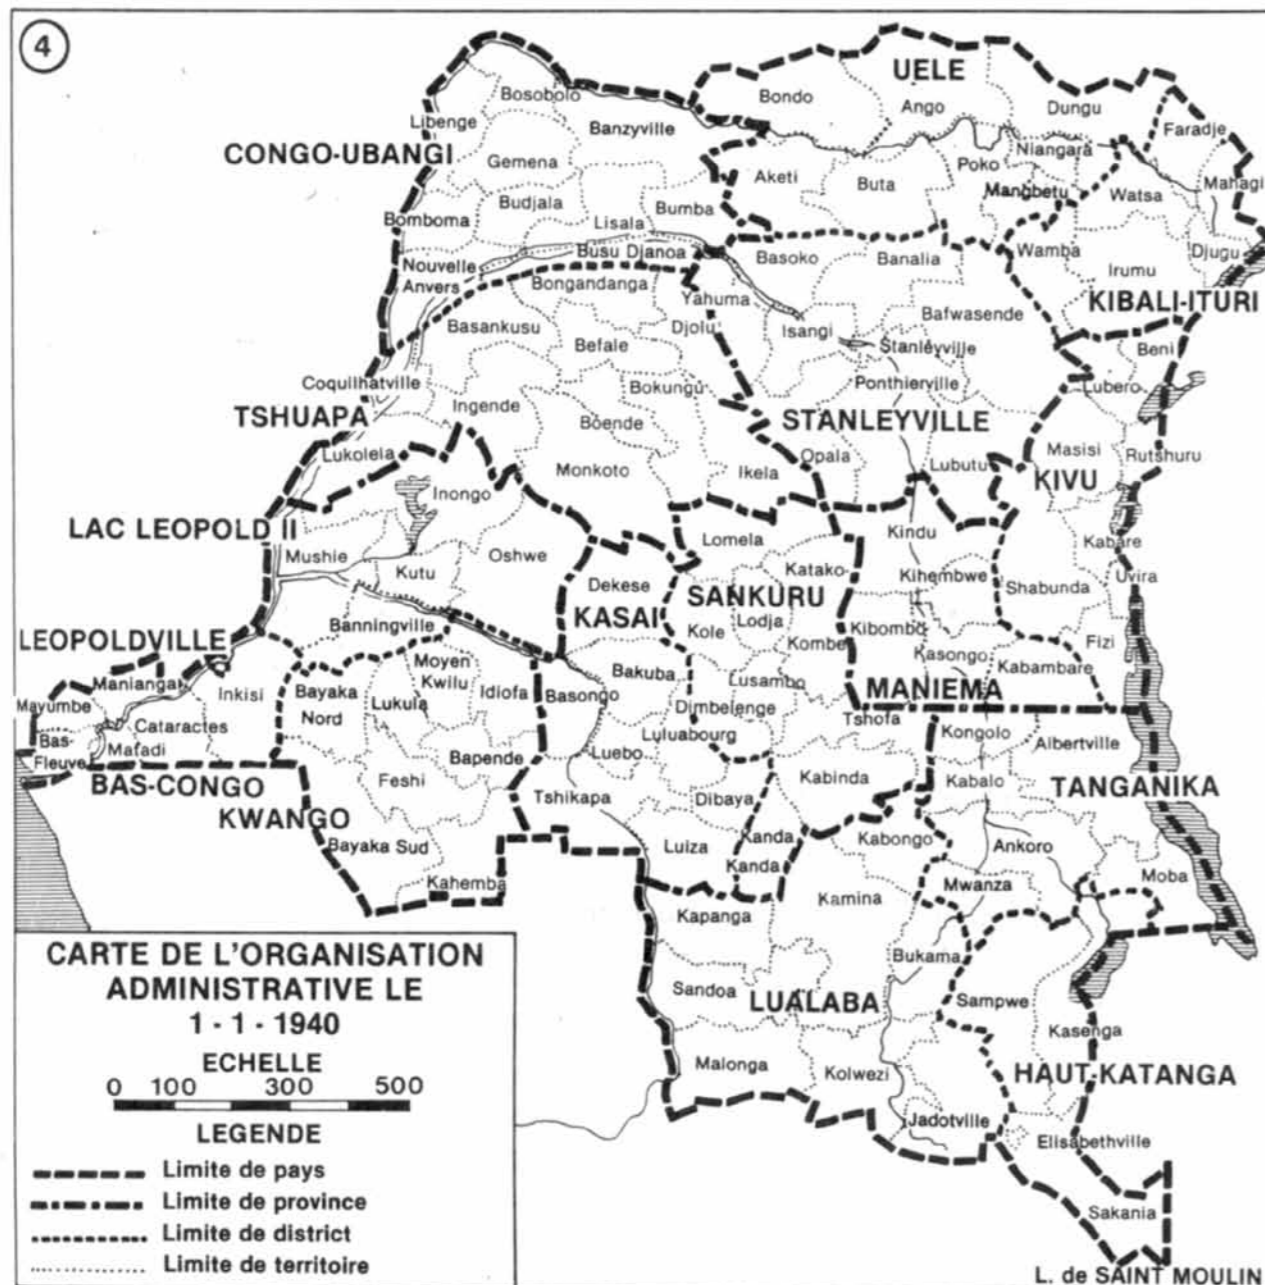 4
UELE
Bondo
Ango
Dungu
Bosobolo
Libenge
Banzyville
Faradje
CONGO-UBANGI
Gemena
Aketi
Buta
Poko
Niangara
Mangbetu
Watsa
Mahagi
Budjala
Bumba
Bomboma
Lisala
Busu Djanoa
Basoko
Banalia
Wamba
Irumu
Djugu
Nouvelle
Anvers
Bongandanga
Yahuma
KIBALI-ITURI
Basankusu
Djolu
Isangi
Bafwasende
Befale
Stanleyville
Beni
Coquilhatville
Bokungu
Ponthierville
Lubero
TSHUAPA
Ingende
Boende
STANLEYVILLE
Masisi
Rutshuru
Lukolela
Monkoto
Ikela
Opala
Lubutu
KIVU
Inongo
LAC LEOPOLD II
Lomela
Kindu
Kabare
Mushie
Kutu
Oshwe
Dekese
Katako-
Kombe
Kihembwe
Shabunda
Uvira
KASAI
SANKURU
Kole
Lodja
Kibombo
Fizi
LEOPOLDVILLE
Banningville
Bakuba
Kasongo
Kabambare
Manianga
Inkisi
Bayaka
Nord
Moyen
Kwilu
Lukula
Idiofa
Basongo
Lusambo
MANIEMA
Mayumbe
Cataractes
Dimbelenge
Tshofa
Bas-
Fleuve
Matadi
Bapende
Luebo
Luluabourg
Kongolo
Albertville
BAS-CONGO
Feshi
Kabinda
Kabalo
TANGANIKA
KWANGO
Tshikapa
Dibaya
Bayaka Sud
Luiza
Kanda
Kanda
Kabongo
Ankoro
Kahemba
Mwanza
Moba
Kapanga
Kamina
Bukama
Sandoa
LUALABA
Sampwe
Kasenga
Malonga
Kolwezi
HAUT-KATANGA
Jadotville
Elisabethville
Sakania
CARTE DE L'ORGANISATION
ADMINISTRATIVE LE
1 - 1 - 1940
ECHELLE
0 100 300 500
LEGENDE
Limite de pays
Limite de province
Limite de district
Limite de territoire
L. de SAINT MOULIN